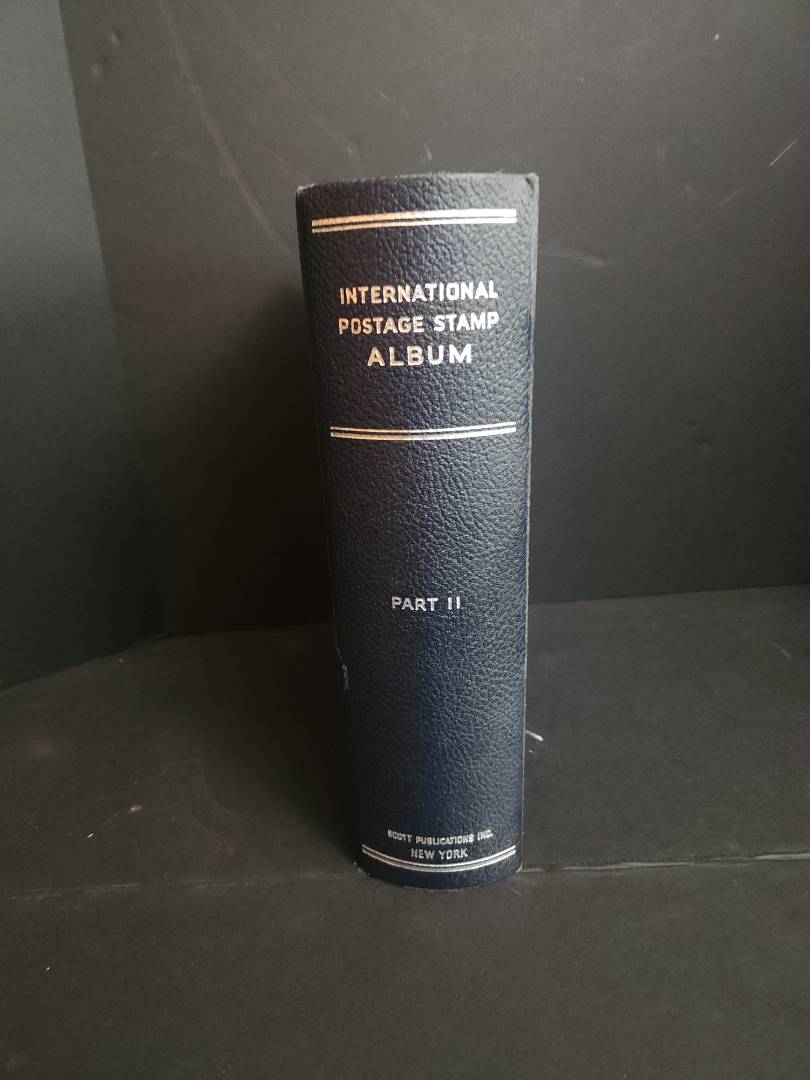 INTERNATIONAL
POSTAGE STAMP
ALBUM
PART II
SCOTT PUBLICATIONS INC.
NEW YORK